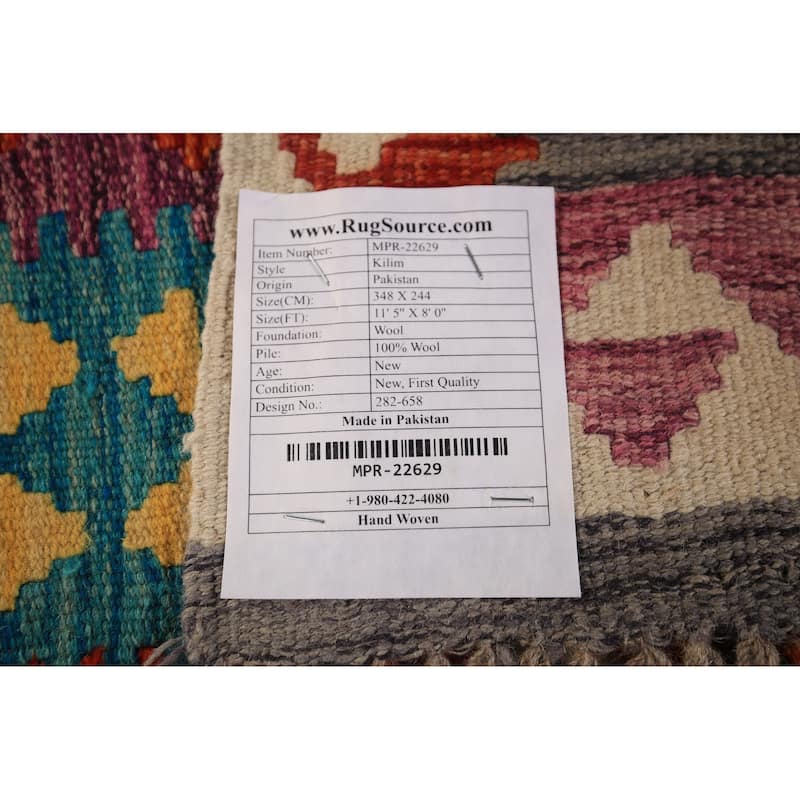 www.RugSource.com
Item Number: MPR-22629
Style Kilim
Origin Pakistan
Size(CM): 348 X 244
Size(FT): 11' 5" X 8' 0"
Foundation: Wool
Pile: 100% Wool
Age: New
Condition: New, First Quality
Design No.: 282-658
Made in Pakistan
MPR-22629
+1-980-422-4080
Hand Woven